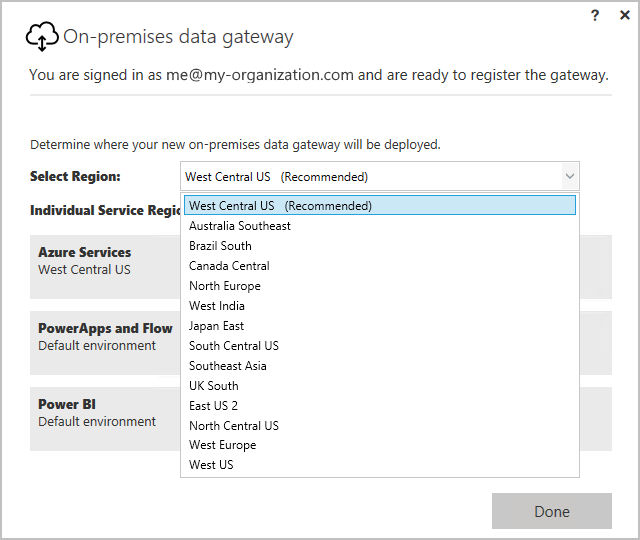 ? ×
On-premises data gateway
You are signed in as me@my-organization.com and are ready to register the gateway.
Determine where your new on-premises data gateway will be deployed.
Select Region: West Central US (Recommended)
Individual Service
West Central US (Recommended)
Australia Southeast
Brazil South
Canada Central
North Europe
West India
Japan East
South Central US
Southeast Asia
UK South
East US 2
North Central US
West Europe
West US
Azure Services
West Central US
PowerApps and Flow
Default environment
Power BI
Default environment
Done